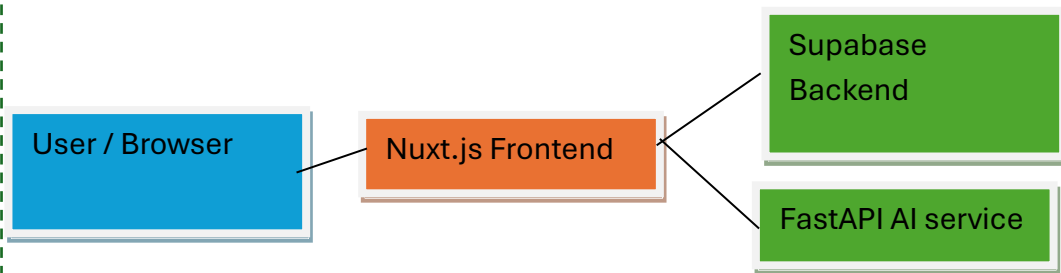 User / Browser
Nuxt.js Frontend
Supabase
Backend
FastAPI AI service